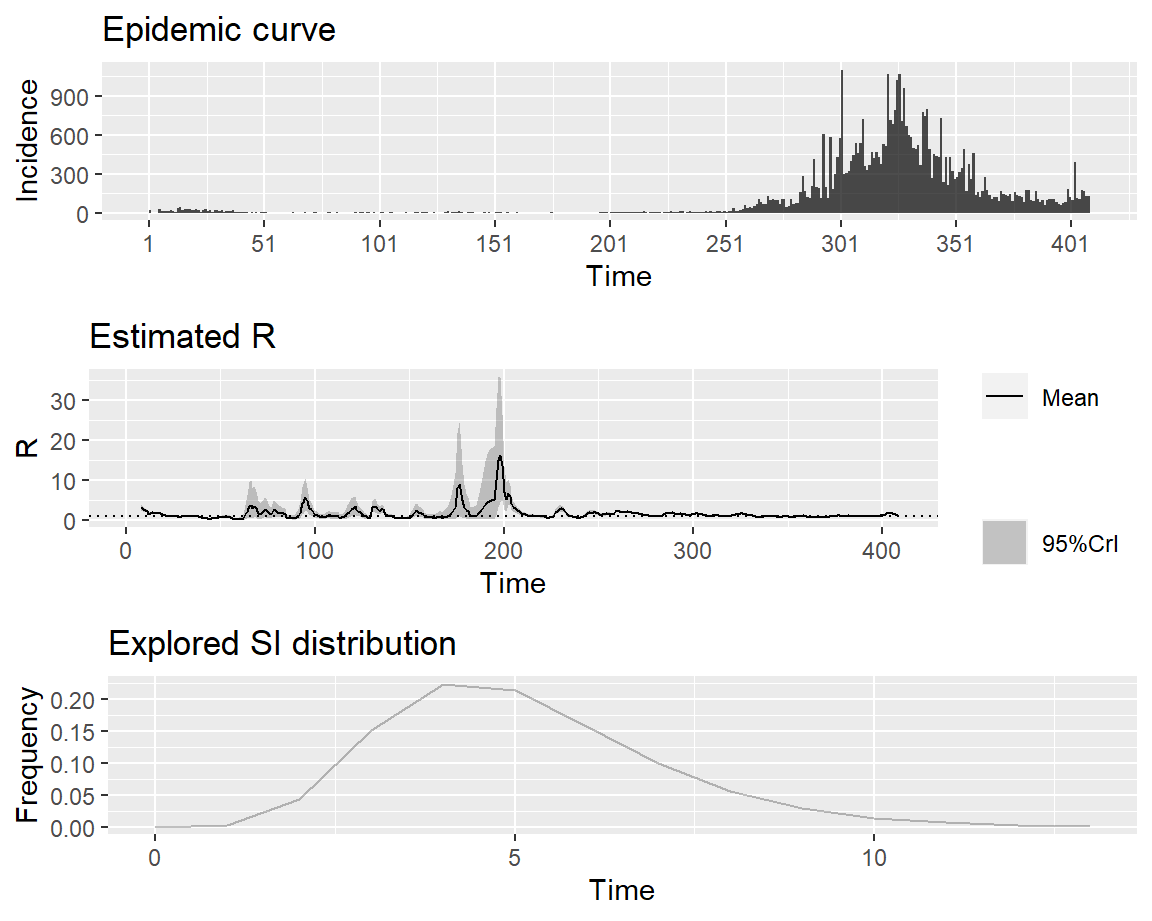 Epidemic curve
Incidence
900
600
300
0
1 51 101 151 201 251 301 351 401
Time
Estimated R
R
30
20
10
0
0 100 200 300 400
Time
Mean
95%CrI
Explored SI distribution
Frequency
0.20
0.15
0.10
0.05
0.00
0 5 10
Time